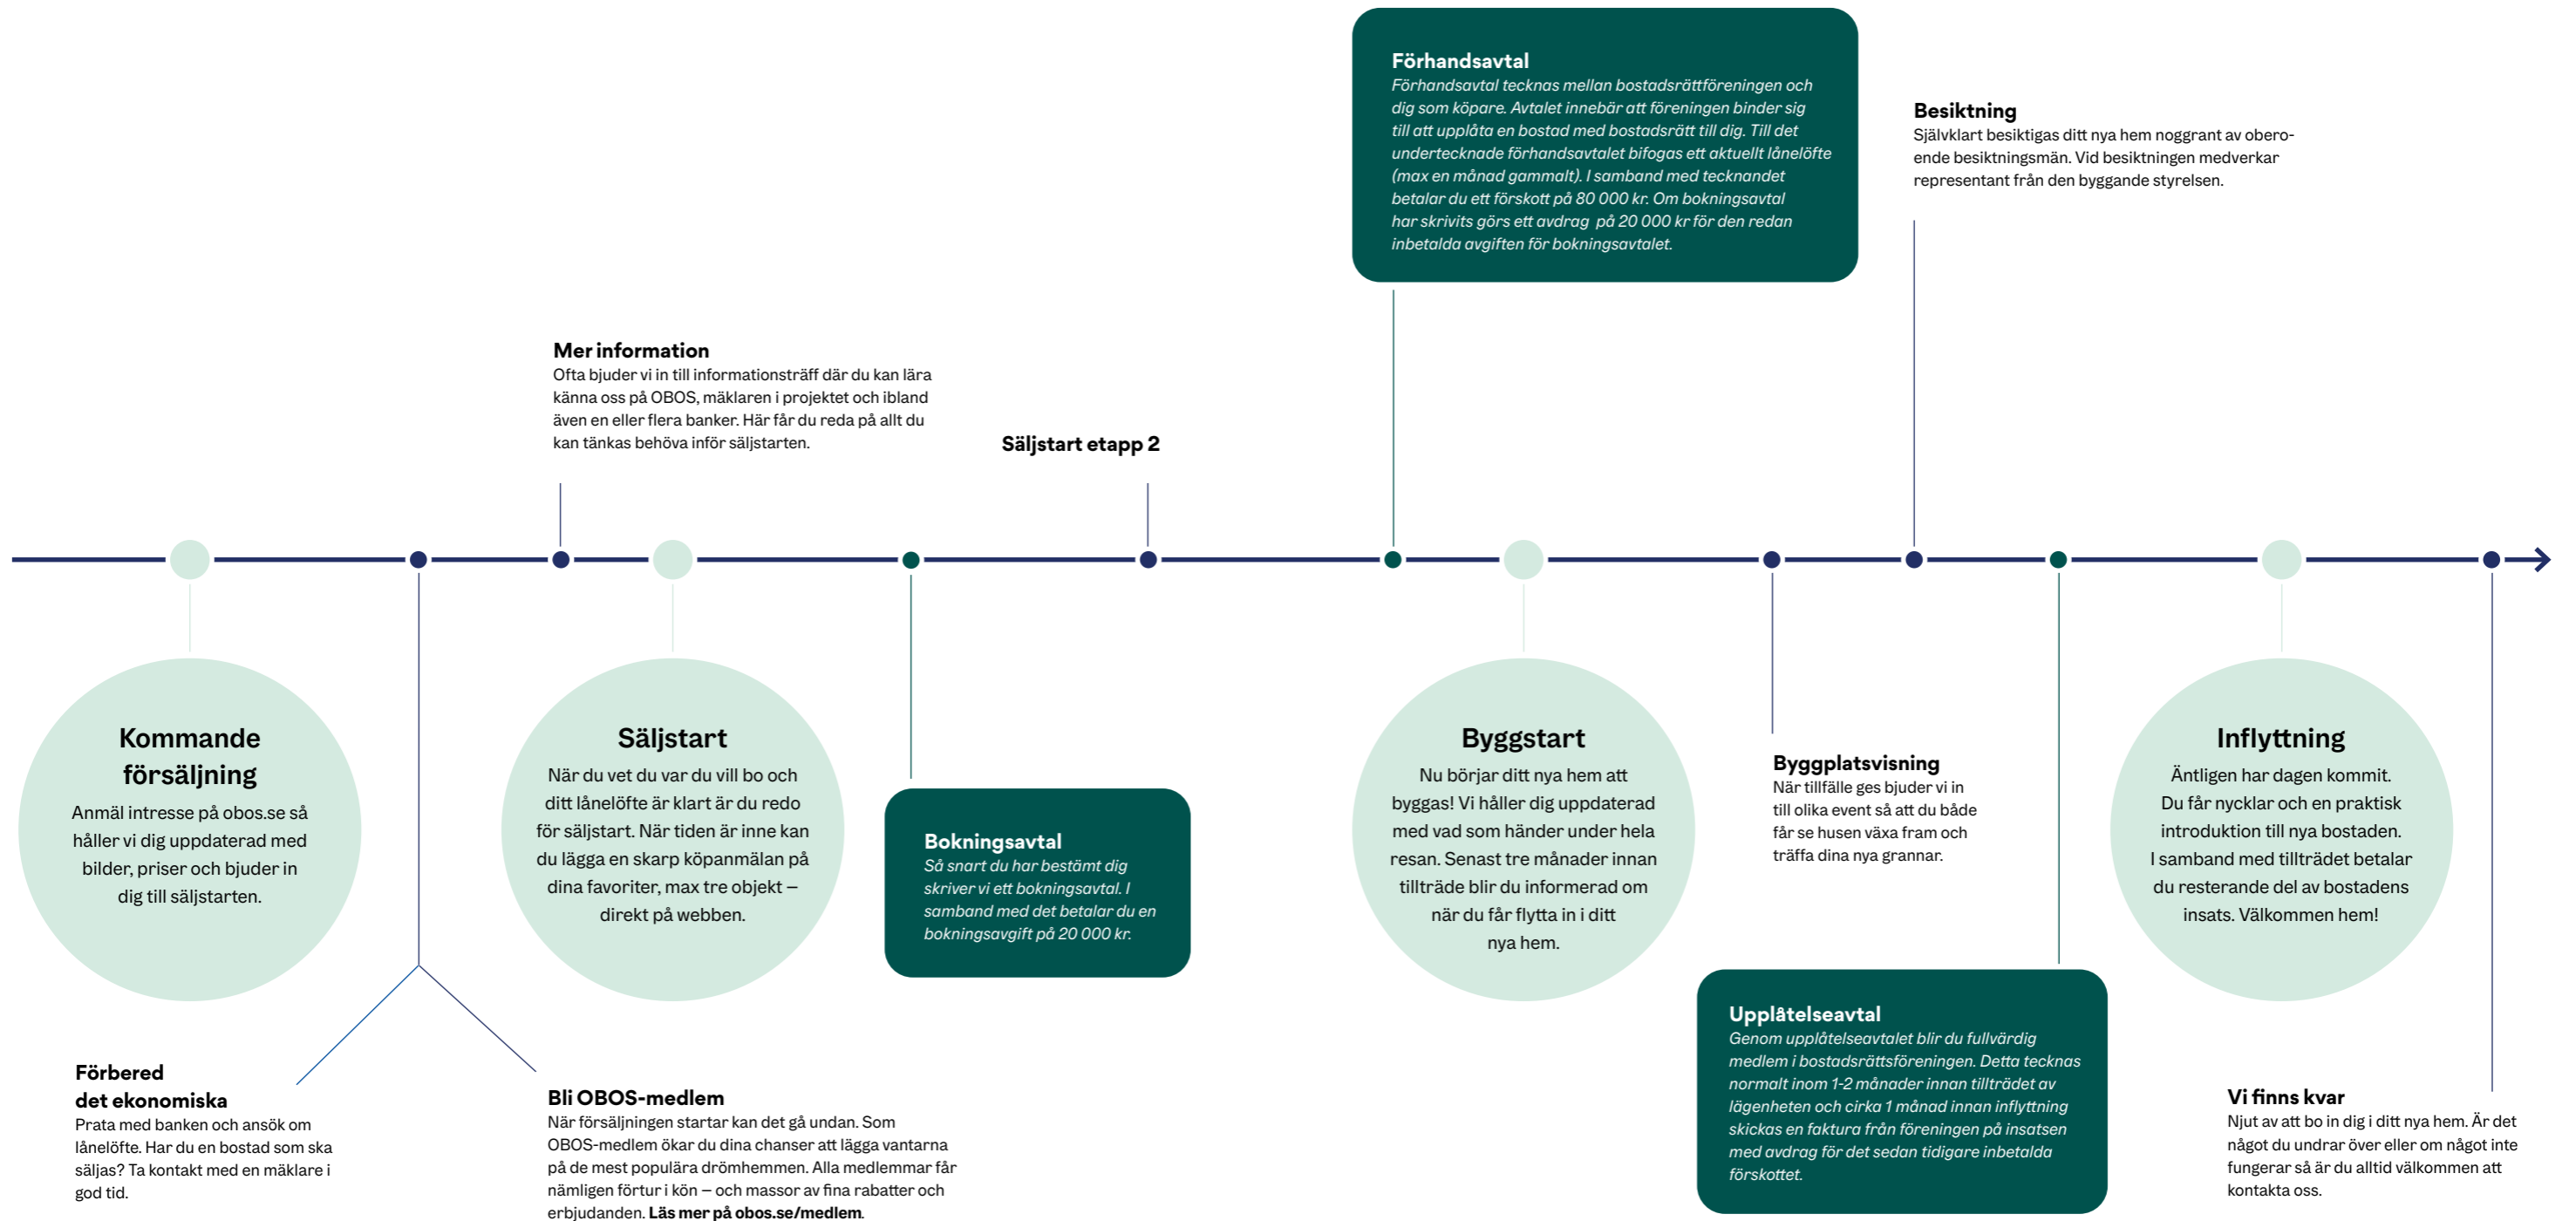 Förhandsavtal
Förhandsavtal tecknas mellan bostadsrättföreningen och
dig som köpare. Avtalet innebär att föreningen binder sig
till att upplåta en bostad med bostadsrätt till dig. Till det
undertecknade förhandsavtalet bifogas ett aktuellt lånelöfte
(max en månad gammalt). I samband med tecknandet
betalar du ett förskott på 80 000 kr. Om bokningsavtal
har skrivits görs ett avdrag på 20 000 kr för den redan
inbetalda avgiften för bokningsavtalet.
Besiktning
Självklart besiktigas ditt nya hem noggrant av obero-
ende besiktningsmän. Vid besiktningen medverkar
representant från den byggande styrelsen.
Mer information
Ofta bjuder vi in till informationsträff där du kan lära
känna oss på OBOS, mäklaren i projektet och ibland
även en eller flera banker. Här får du reda på allt du
kan tänkas behöva inför säljstarten.
Säljstart etapp 2
Kommande
försäljning
Anmäl intresse på obos.se så
håller vi dig uppdaterad med
bilder, priser och bjuder in
dig till säljstarten.
Säljstart
När du vet du var du vill bo och
ditt lånelöfte är klart är du redo
för säljstart. När tiden är inne kan
du lägga en skarp köpanmälan på
dina favoriter, max tre objekt –
direkt på webben.
Bokningsavtal
Så snart du har bestämt dig
skriver vi ett bokningsavtal. I
samband med det betalar du en
bokningsavgift på 20 000 kr.
Byggstart
Nu börjar ditt nya hem att
byggas! Vi håller dig uppdaterad
med vad som händer under hela
resan. Senast tre månader innan
tillträde blir du informerad om
när du får flytta in i ditt
nya hem.
Byggplatsvisning
När tillfälle ges bjuder vi in
till olika event så att du både
får se husen växa fram och
träffa dina nya grannar.
Inflyttning
Äntligen har dagen kommit.
Du får nycklar och en praktisk
introduktion till nya bostaden.
I samband med tillträdet betalar
du resterande del av bostadens
insats. Välkommen hem!
Förbered
det ekonomiska
Prata med banken och ansök om
lånelöfte. Har du en bostad som ska
säljas? Ta kontakt med en mäklare i
god tid.
Bli OBOS-medlem
När försäljningen startar kan det gå undan. Som
OBOS-medlem ökar du dina chanser att lägga vantarna
på de mest populära drömhemmen. Alla medlemmar får
nämligen förtur i kön – och massor av fina rabatter och
erbjudanden. Läs mer på obos.se/medlem.
Upplåtelseavtal
Genom upplåtelseavtalet blir du fullvärdig
medlem i bostadsrättsföreningen. Detta tecknas
normalt inom 1-2 månader innan tillträdet av
lägenheten och cirka 1 månad innan inflyttning
skickas en faktura från föreningen på insatsen
med avdrag för det sedan tidigare inbetalda
förskottet.
Vi finns kvar
Njut av att bo in dig i ditt nya hem. Är det
något du undrar över eller om något inte
fungerar så är du alltid välkommen att
kontakta oss.